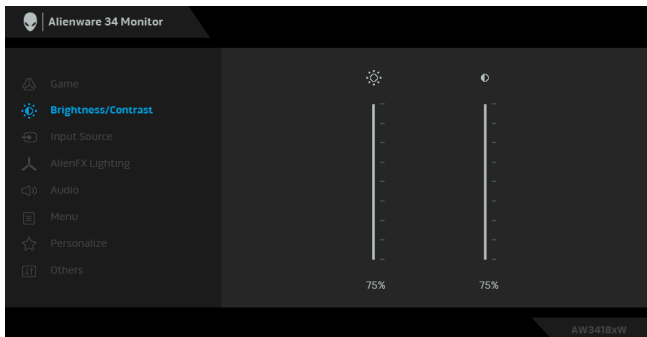 Alienware 34 Monitor
Game
Brightness/Contrast
Input Source
AlienFX Lighting
Audio
Menu
Personalize
Others
75%
75%
AW3418xW